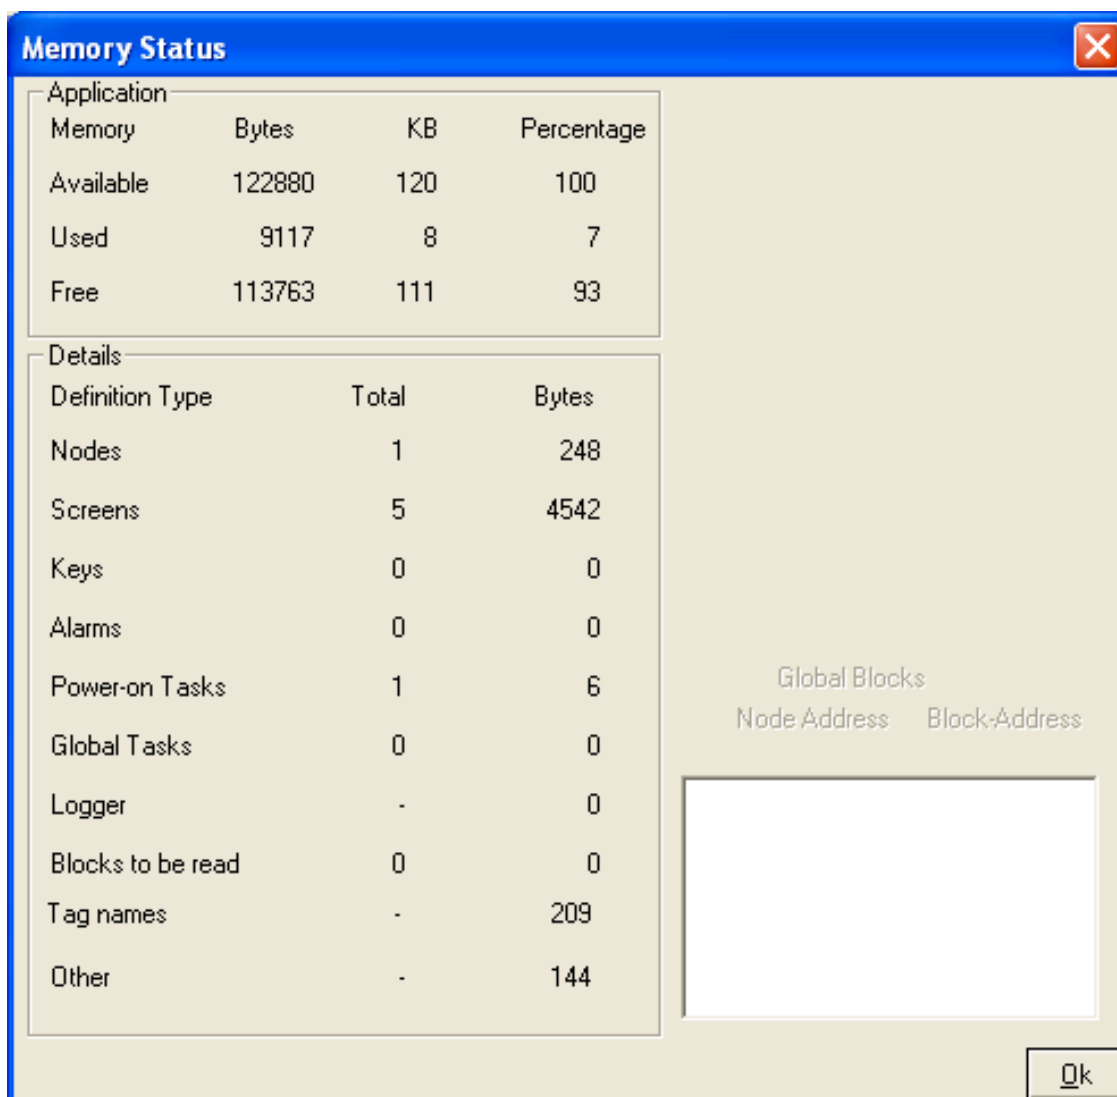 Memory Status
Application
Memory Bytes KB Percentage
Available 122880 120 100
Used 9117 8 7
Free 113763 111 93
Details
Definition Type Total Bytes
Nodes 1 248
Screens 5 4542
Keys 0 0
Alarms 0 0
Power-on Tasks 1 6
Global Tasks 0 0
Logger - 0
Blocks to be read 0 0
Tag names - 209
Other - 144
Global Blocks
Node Address Block-Address
Ok